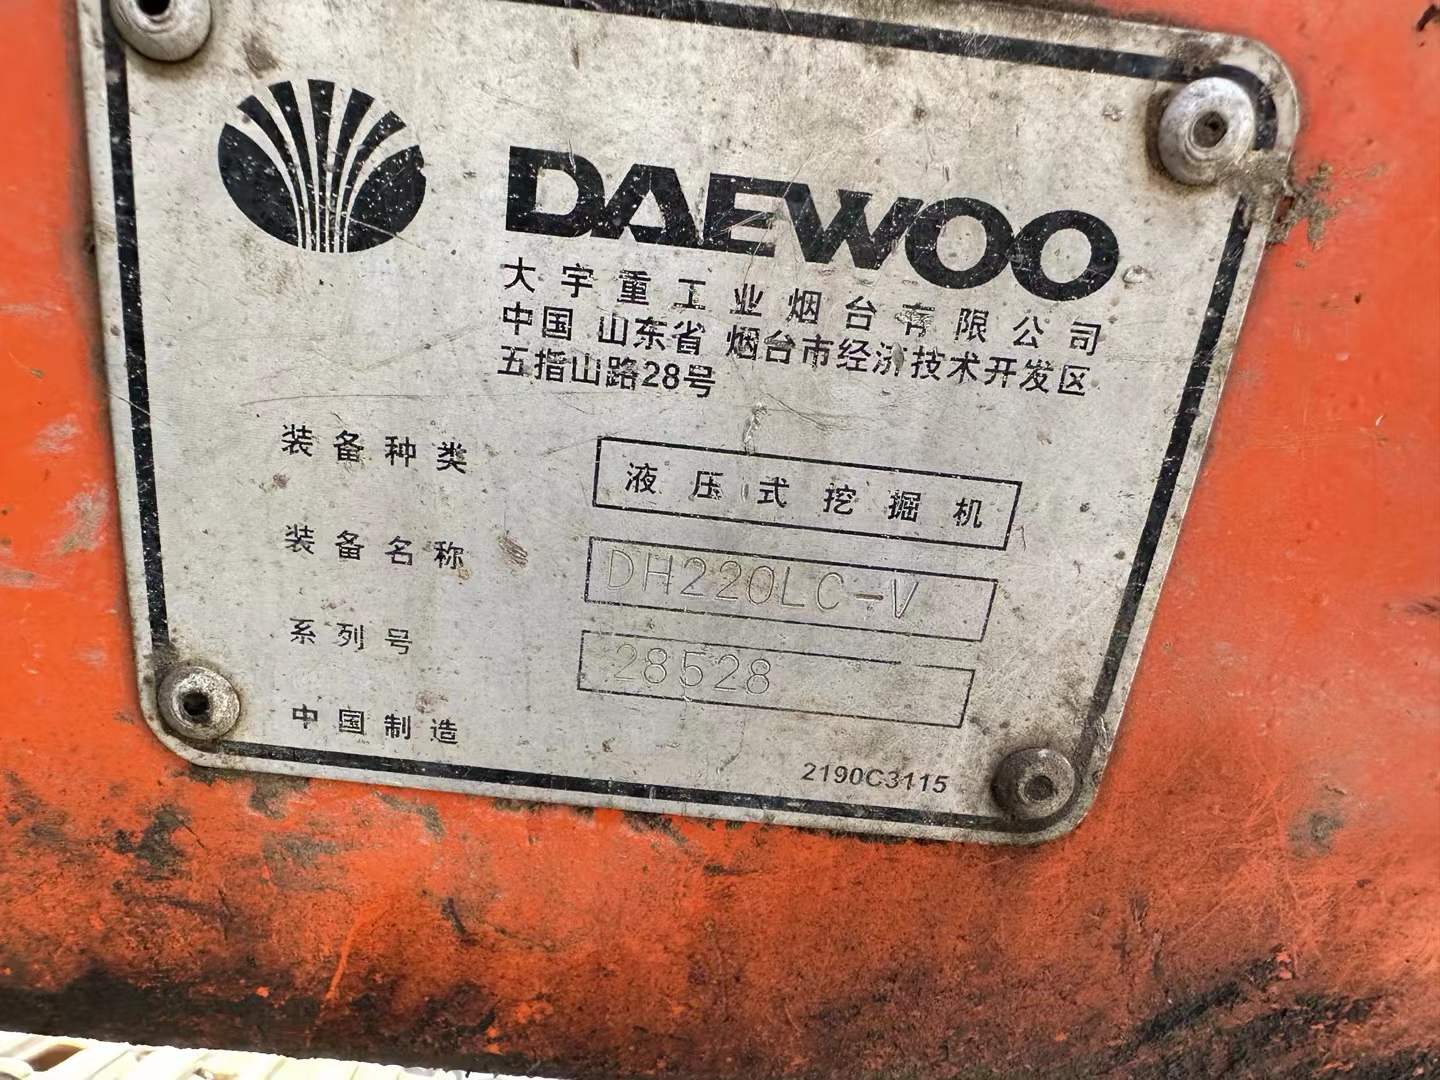 DAEWOO
大宇重工业烟台有限公司
中国 山东省 烟台市经济技术开发区
五指山路28号
装备种类 液压式挖掘机
装备名称 DH220LC-V
系列号 28528
中国制造
2190C3115